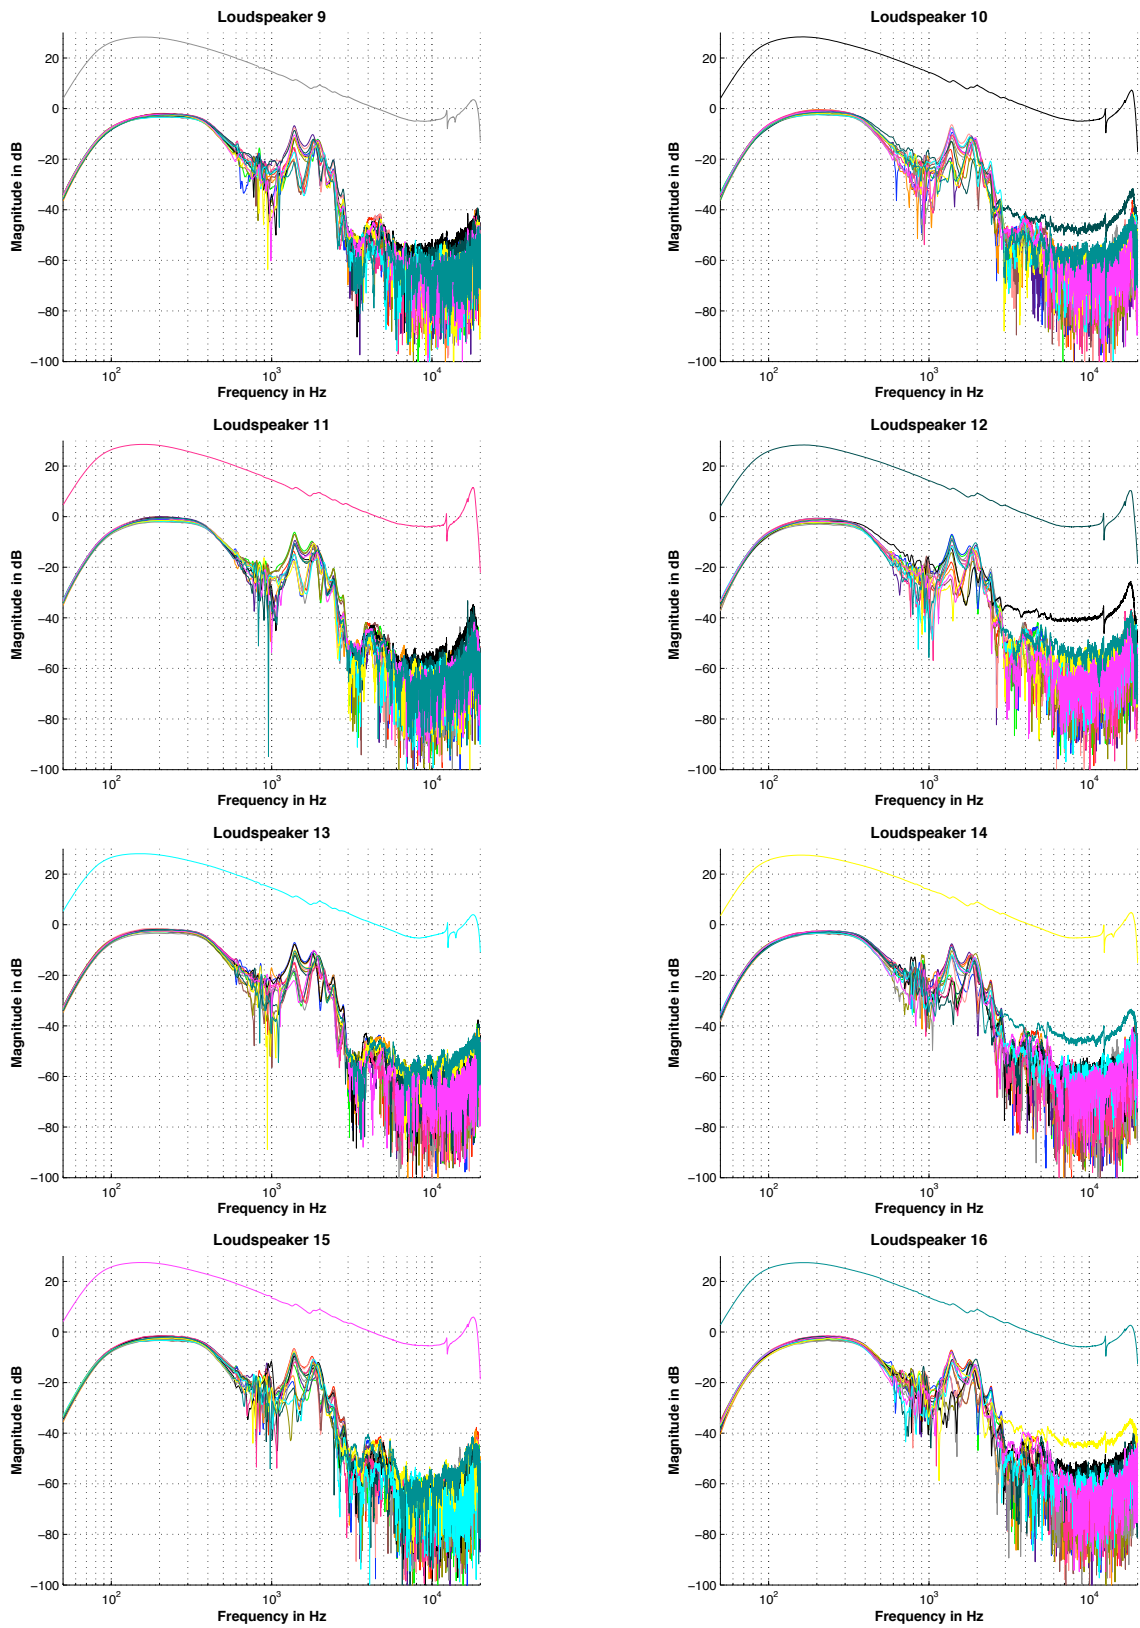 Loudspeaker 9
20
0
−20
−40
−60
−80
−100
Magnitude in dB
10² 10³ 10⁴
Frequency in Hz
Loudspeaker 10
20
0
−20
−40
−60
−80
−100
Magnitude in dB
10² 10³ 10⁴
Frequency in Hz
Loudspeaker 11
20
0
−20
−40
−60
−80
−100
Magnitude in dB
10² 10³ 10⁴
Frequency in Hz
Loudspeaker 12
20
0
−20
−40
−60
−80
−100
Magnitude in dB
10² 10³ 10⁴
Frequency in Hz
Loudspeaker 13
20
0
−20
−40
−60
−80
−100
Magnitude in dB
10² 10³ 10⁴
Frequency in Hz
Loudspeaker 14
20
0
−20
−40
−60
−80
−100
Magnitude in dB
10² 10³ 10⁴
Frequency in Hz
Loudspeaker 15
20
0
−20
−40
−60
−80
−100
Magnitude in dB
10² 10³ 10⁴
Frequency in Hz
Loudspeaker 16
20
0
−20
−40
−60
−80
−100
Magnitude in dB
10² 10³ 10⁴
Frequency in Hz